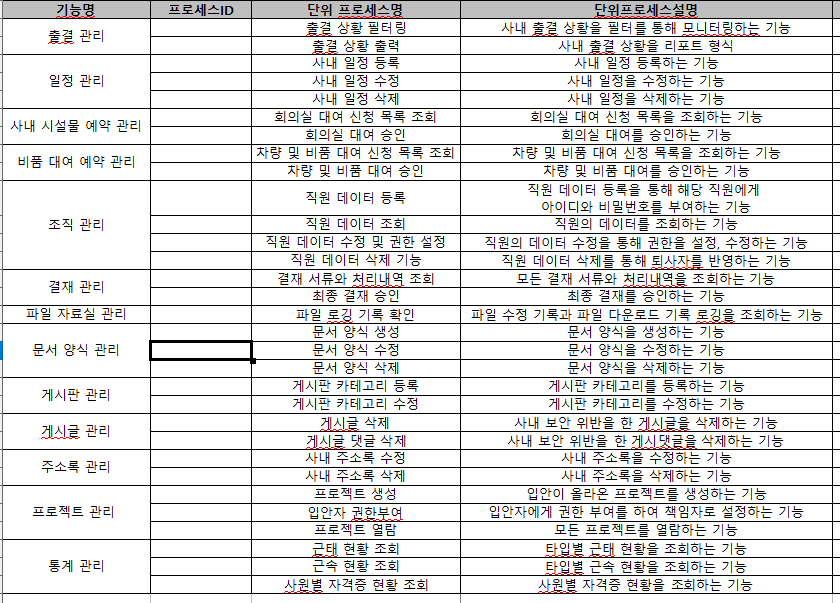 기능명 프로세스ID 단위 프로세스명 단위프로세스설명
출결 관리 출결 상황 필터링 사내 출결 상황을 필터를 통해 모니터링하는 기능
출결 상황 출력 사내 출결 상황을 리포트 형식
일정 관리 사내 일정 등록 사내 일정 등록하는 기능
사내 일정 수정 사내 일정을 수정하는 기능
사내 일정 삭제 사내 일정을 삭제하는 기능
사내 시설물 예약 관리 회의실 대여 신청 목록 조회 회의실 대여 신청 목록을 조회하는 기능
회의실 대여 승인 회의실 대여를 승인하는 기능
비품 대여 예약 관리 차량 및 비품 대여 신청 목록 조회 차량 및 비품 대여 신청 목록을 조회하는 기능
차량 및 비품 대여 승인 차량 및 비품 대여를 승인하는 기능
조직 관리 직원 데이터 등록 직원 데이터 등록을 통해 해당 직원에게
아이디와 비밀번호를 부여하는 기능
직원 데이터 조회 직원의 데이터를 조회하는 기능
직원 데이터 수정 및 권한 설정 직원의 데이터 수정을 통해 권한을 설정, 수정하는 기능
직원 데이터 삭제 기능 직원 데이터 삭제를 통해 퇴사자를 반영하는 기능
결재 관리 결재 서류와 처리내역 조회 모든 결재 서류와 처리내역을 조회하는 기능
최종 결재 승인 최종 결재를 승인하는 기능
파일 자료실 관리 파일 로깅 기록 확인 파일 수정 기록과 파일 다운로드 기록 로깅을 조회하는 기능
문서 양식 관리 문서 양식 생성 문서 양식을 생성하는 기능
문서 양식 수정 문서 양식을 수정하는 기능
문서 양식 삭제 문서 양식을 삭제하는 기능
게시판 관리 게시판 카테고리 등록 게시판 카테고리를 등록하는 기능
게시판 카테고리 수정 게시판 카테고리를 수정하는 기능
게시글 관리 게시글 삭제 사내 보안 위반을 한 게시글을 삭제하는 기능
게시글 댓글 삭제 사내 보안 위반을 한 게시댓글을 삭제하는 기능
주소록 관리 사내 주소록 수정 사내 주소록을 수정하는 기능
사내 주소록 삭제 사내 주소록을 삭제하는 기능
프로젝트 관리 프로젝트 생성 입안이 올라온 프로젝트를 생성하는 기능
입안자 권한부여 입안자에게 권한 부여를 하여 책임자로 설정하는 기능
프로젝트 열람 모든 프로젝트를 열람하는 기능
통계 관리 근태 현황 조회 타입별 근태 현황을 조회하는 기능
근속 현황 조회 타입별 근속 현황을 조회하는 기능
사원별 자격증 현황 조회 사원별 자격증 현황을 조회하는 기능